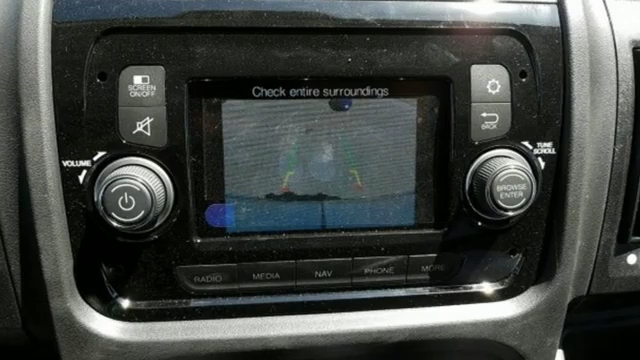 Check entire surroundings
SCREEN
ON/OFF
BACK
VOLUME
TUNE
SCROLL
BROWSE
ENTER
RADIO
MEDIA
NAV
PHONE
MORE